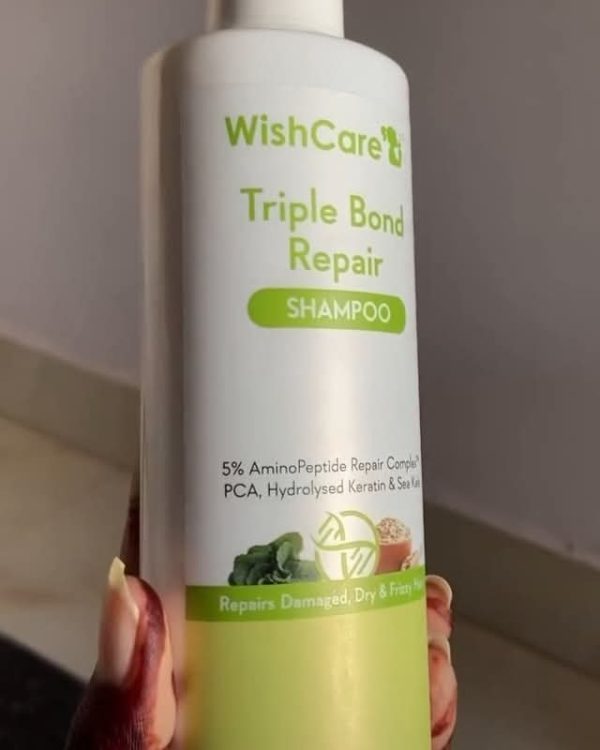 WishCare
Triple Bond
Repair
SHAMPOO
5% AminoPeptide Repair Complex
PCA, Hydrolysed Keratin & Sea
Repairs Damaged, Dry & Frizzy